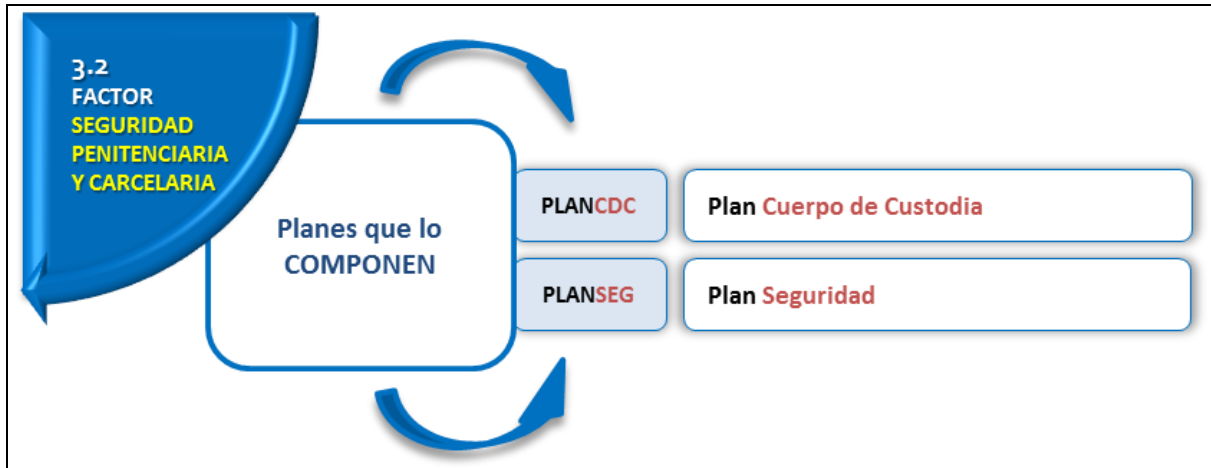 3.2
FACTOR
SEGURIDAD
PENITENCIARIA
Y CARCELARIA
Planes que lo
COMPONEN
PLANCDC
Plan Cuerpo de Custodia
PLANSEG
Plan Seguridad